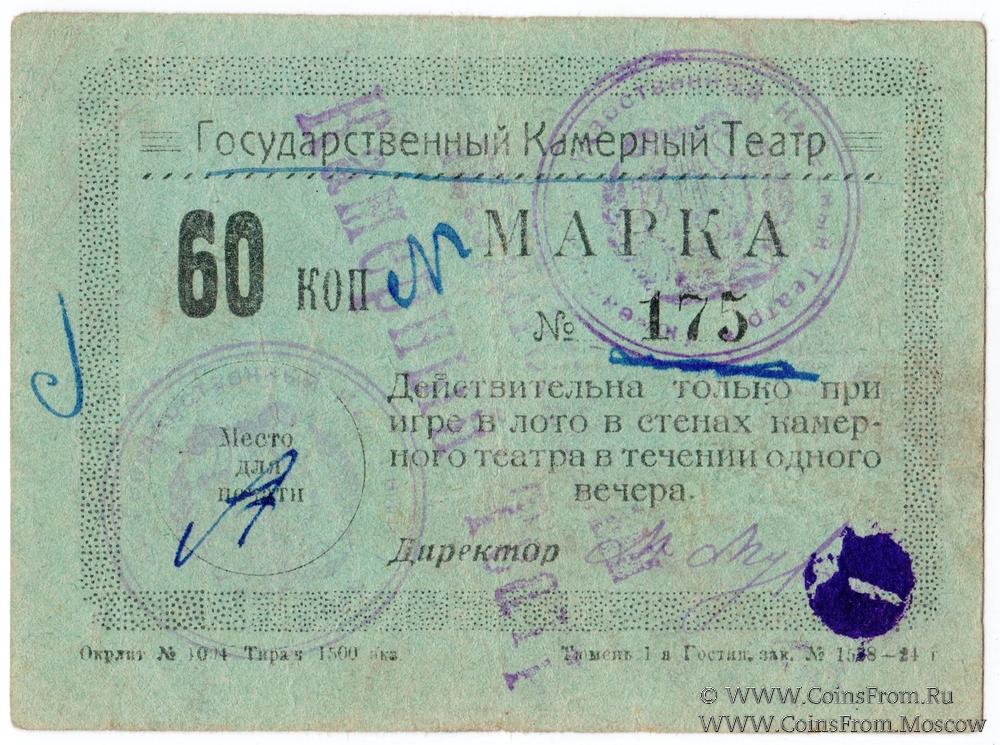 Государственный Камерный Театр
60 коп
МАРКА
№ 175
Действительна только при
игре в лото в стенах камер-
ного театра в течении одного
вечера.
Место
для
печати
Директор
Окрлит № Тираж 1500 экз.
Тюмень 1-я Гостип. зак. № 24 г
© WWW.CoinsFrom.Ru
WWW.CoinsFrom.Moscow